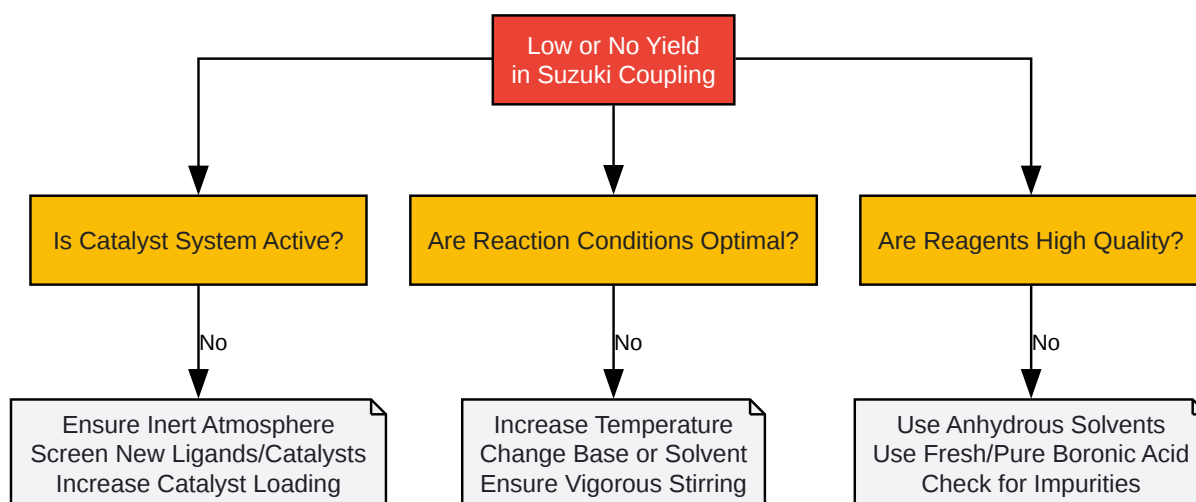 Low or No Yield
in Suzuki Coupling
Is Catalyst System Active?
Are Reaction Conditions Optimal?
Are Reagents High Quality?
No
No
No
Ensure Inert Atmosphere
Screen New Ligands/Catalysts
Increase Catalyst Loading
Increase Temperature
Change Base or Solvent
Ensure Vigorous Stirring
Use Anhydrous Solvents
Use Fresh/Pure Boronic Acid
Check for Impurities